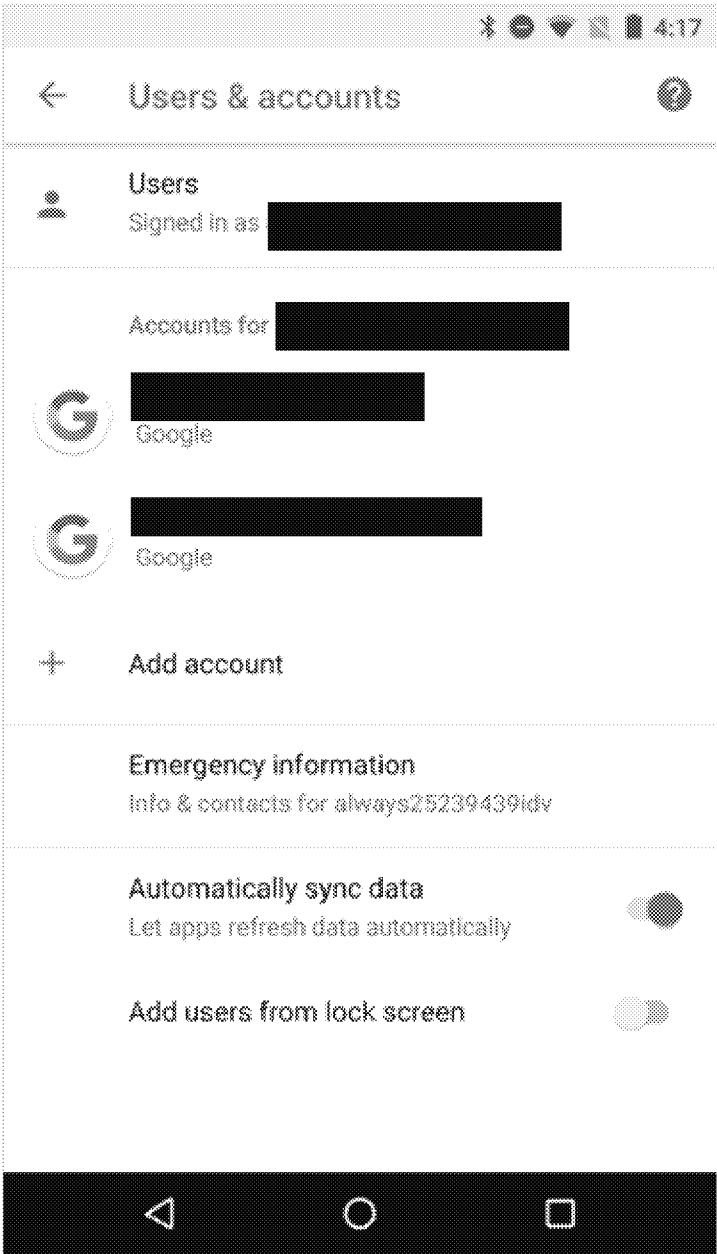 4:17
Users & accounts
Users
Signed in as
Accounts for
Google
Google
Add account
Emergency information
Info & contacts for always25239439idv
Automatically sync data
Let apps refresh data automatically
Add users from lock screen